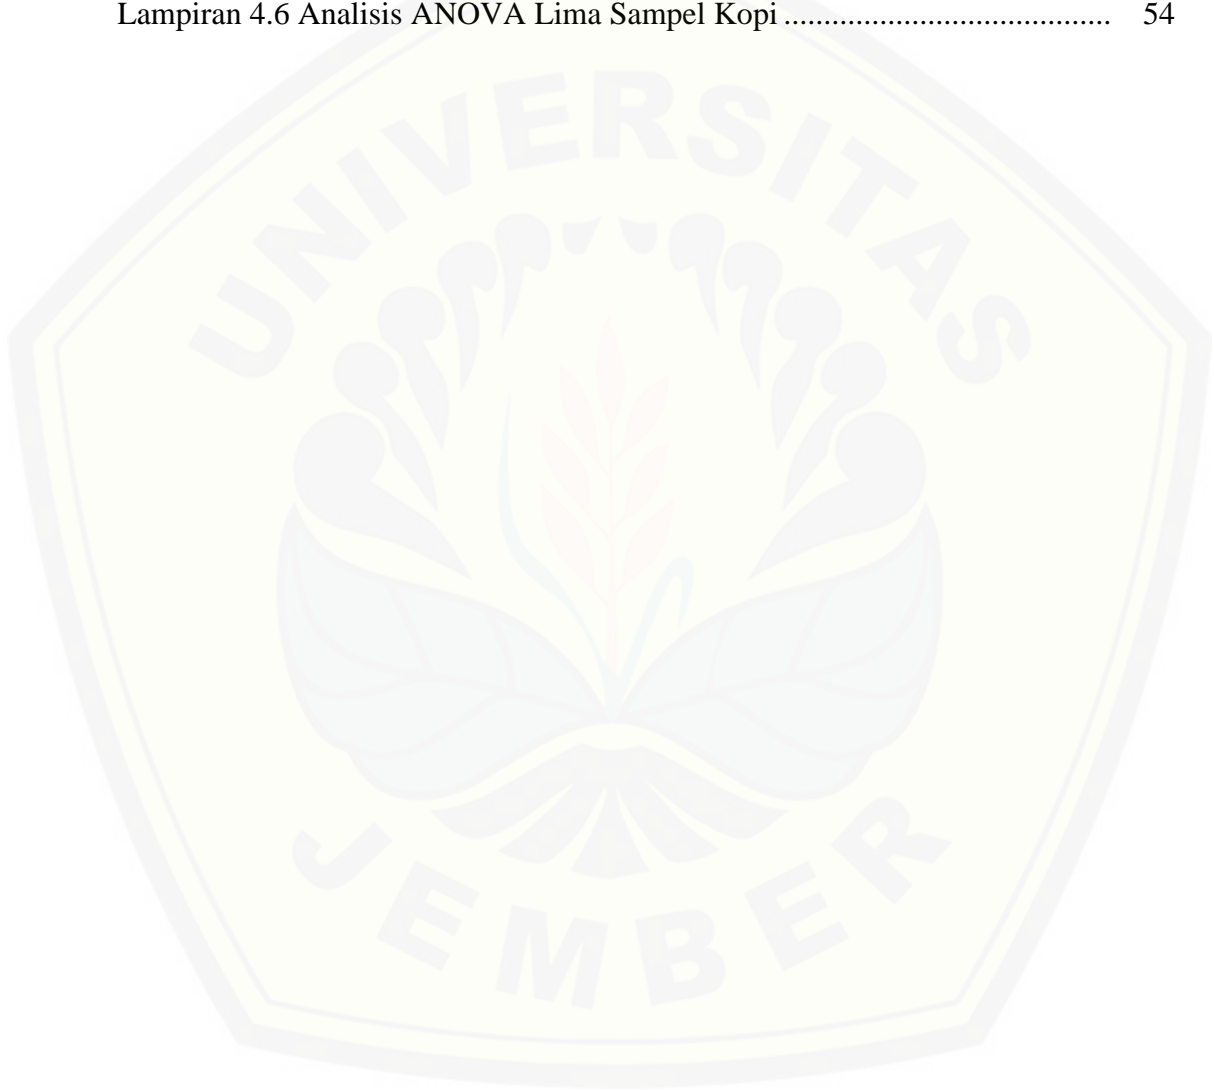 Lampiran 4.6 Analisis ANOVA Lima Sampel Kopi ....................................... 54
UNIVERSITAS
JEMBER